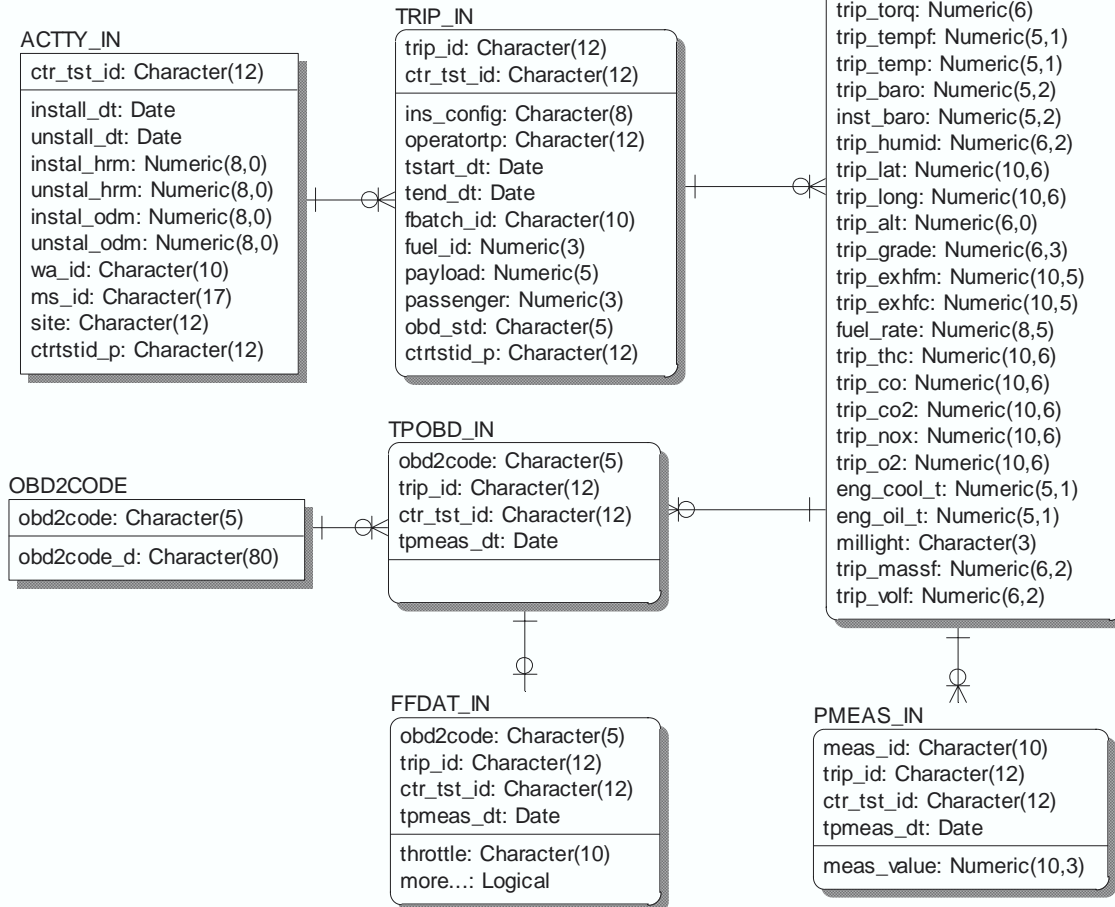 ACTTY_IN
ctr_tst_id: Character(12)
install_dt: Date
unstall_dt: Date
instal_hrm: Numeric(8,0)
unstal_hrm: Numeric(8,0)
instal_odm: Numeric(8,0)
unstal_odm: Numeric(8,0)
wa_id: Character(10)
ms_id: Character(17)
site: Character(12)
ctrtstid_p: Character(12)
TRIP_IN
trip_id: Character(12)
ctr_tst_id: Character(12)
ins_config: Character(8)
operatortp: Character(12)
tstart_dt: Date
tend_dt: Date
fbatch_id: Character(10)
fuel_id: Numeric(3)
payload: Numeric(5)
passenger: Numeric(3)
obd_std: Character(5)
ctrtstid_p: Character(12)
trip_torq: Numeric(6)
trip_tempf: Numeric(5,1)
trip_temp: Numeric(5,1)
trip_baro: Numeric(5,2)
inst_baro: Numeric(5,2)
trip_humid: Numeric(6,2)
trip_lat: Numeric(10,6)
trip_long: Numeric(10,6)
trip_alt: Numeric(6,0)
trip_grade: Numeric(6,3)
trip_exhfm: Numeric(10,5)
trip_exhfc: Numeric(10,5)
fuel_rate: Numeric(8,5)
trip_thc: Numeric(10,6)
trip_co: Numeric(10,6)
trip_co2: Numeric(10,6)
trip_nox: Numeric(10,6)
trip_o2: Numeric(10,6)
eng_cool_t: Numeric(5,1)
eng_oil_t: Numeric(5,1)
millight: Character(3)
trip_massf: Numeric(6,2)
trip_volf: Numeric(6,2)
OBD2CODE
obd2code: Character(5)
obd2code_d: Character(80)
TPOBD_IN
obd2code: Character(5)
trip_id: Character(12)
ctr_tst_id: Character(12)
tpmeas_dt: Date
FFDAT_IN
obd2code: Character(5)
trip_id: Character(12)
ctr_tst_id: Character(12)
tpmeas_dt: Date
throttle: Character(10)
more...: Logical
PMEAS_IN
meas_id: Character(10)
trip_id: Character(12)
ctr_tst_id: Character(12)
tpmeas_dt: Date
meas_value: Numeric(10,3)